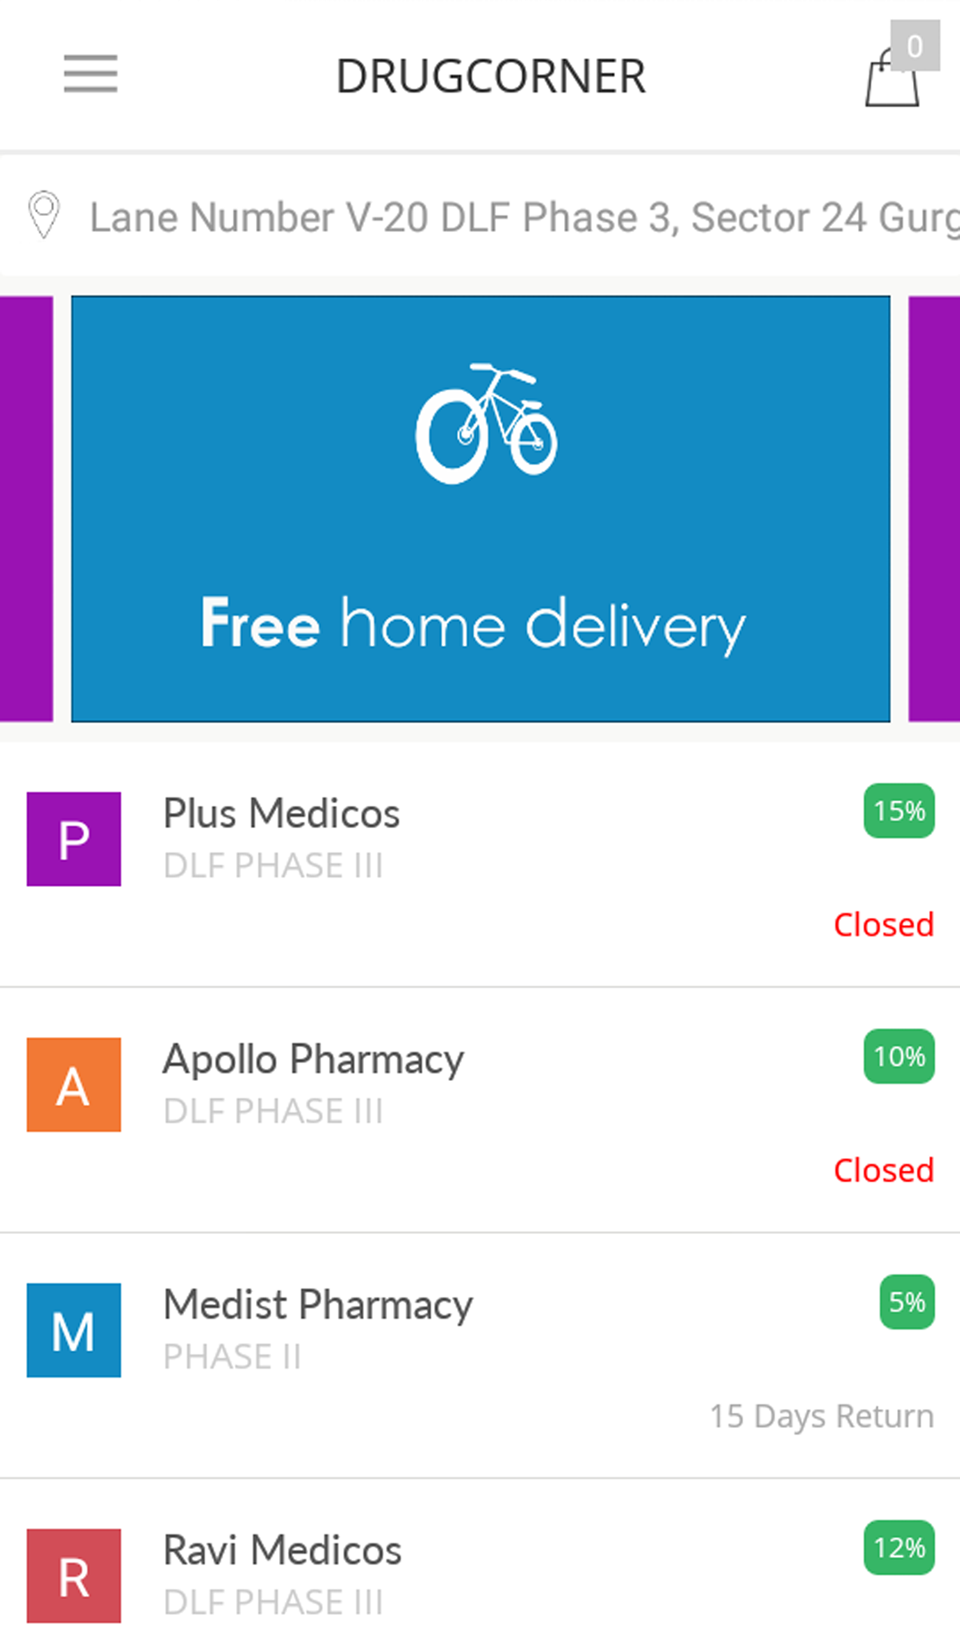 0
DRUGCORNER
Lane Number V-20 DLF Phase 3, Sector 24 Gurg
Free home delivery
P
Plus Medicos
15%
DLF PHASE III
Closed
A
Apollo Pharmacy
10%
DLF PHASE III
Closed
M
Medist Pharmacy
5%
PHASE II
15 Days Return
R
Ravi Medicos
12%
DLF PHASE III